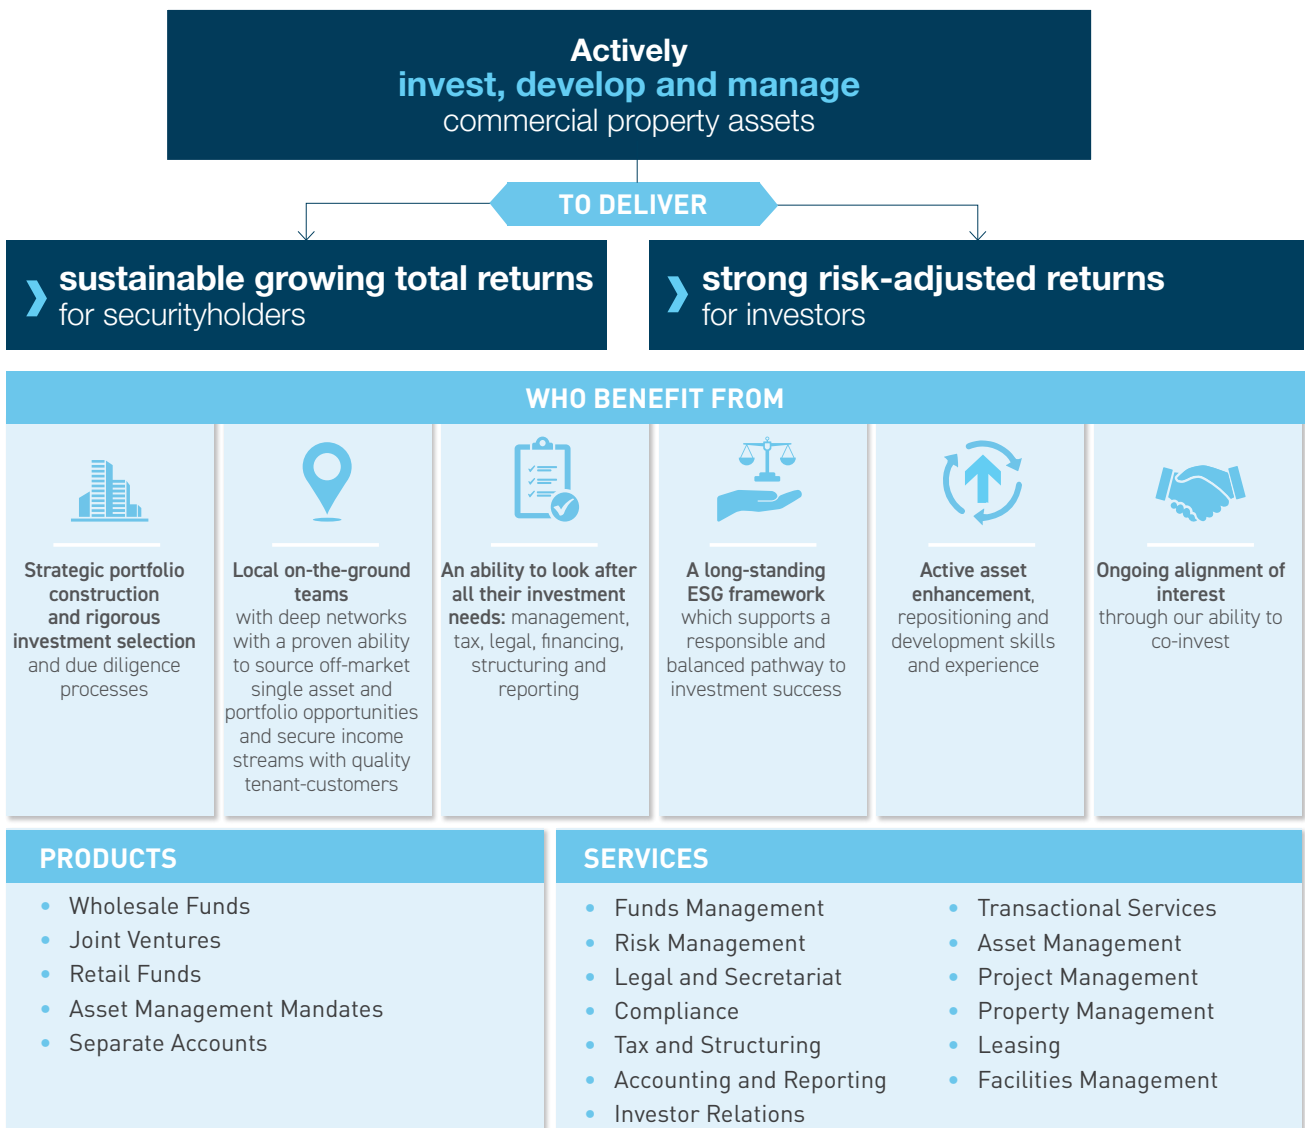 Actively
invest, develop and manage
commercial property assets
TO DELIVER
sustainable growing total returns
for securityholders
strong risk-adjusted returns
for investors
WHO BENEFIT FROM
Strategic portfolio
construction
and rigorous
investment selection
and due diligence
processes
Local on-the-ground
teams
with deep networks
with a proven ability
to source off-market
single asset and
portfolio opportunities
and secure income
streams with quality
tenant-customers
An ability to look after
all their investment
needs: management,
tax, legal, financing,
structuring and
reporting
A long-standing
ESG framework
which supports a
responsible and
balanced pathway to
investment success
Active asset
enhancement,
repositioning and
development skills
and experience
Ongoing alignment of
interest
through our ability to
co-invest
PRODUCTS
• Wholesale Funds
• Joint Ventures
• Retail Funds
• Asset Management Mandates
• Separate Accounts
SERVICES
• Funds Management
• Risk Management
• Legal and Secretariat
• Compliance
• Tax and Structuring
• Accounting and Reporting
• Investor Relations
• Transactional Services
• Asset Management
• Project Management
• Property Management
• Leasing
• Facilities Management